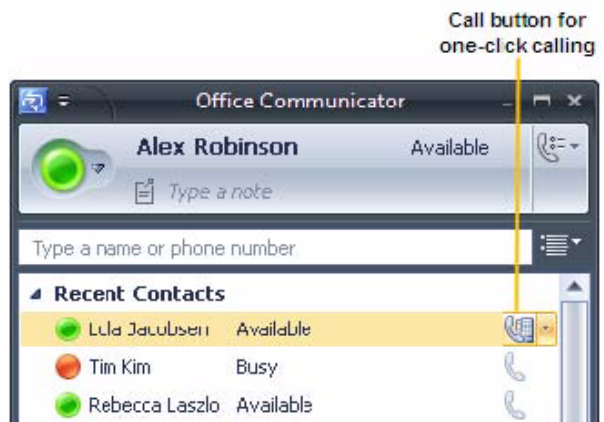 Call button for
one-click calling
Office Communicator
Alex Robinson Available
Type a note
Type a name or phone number
Recent Contacts
Lula Jacobsen Available
Tim Kim Busy
Rebecca Laszlo Available